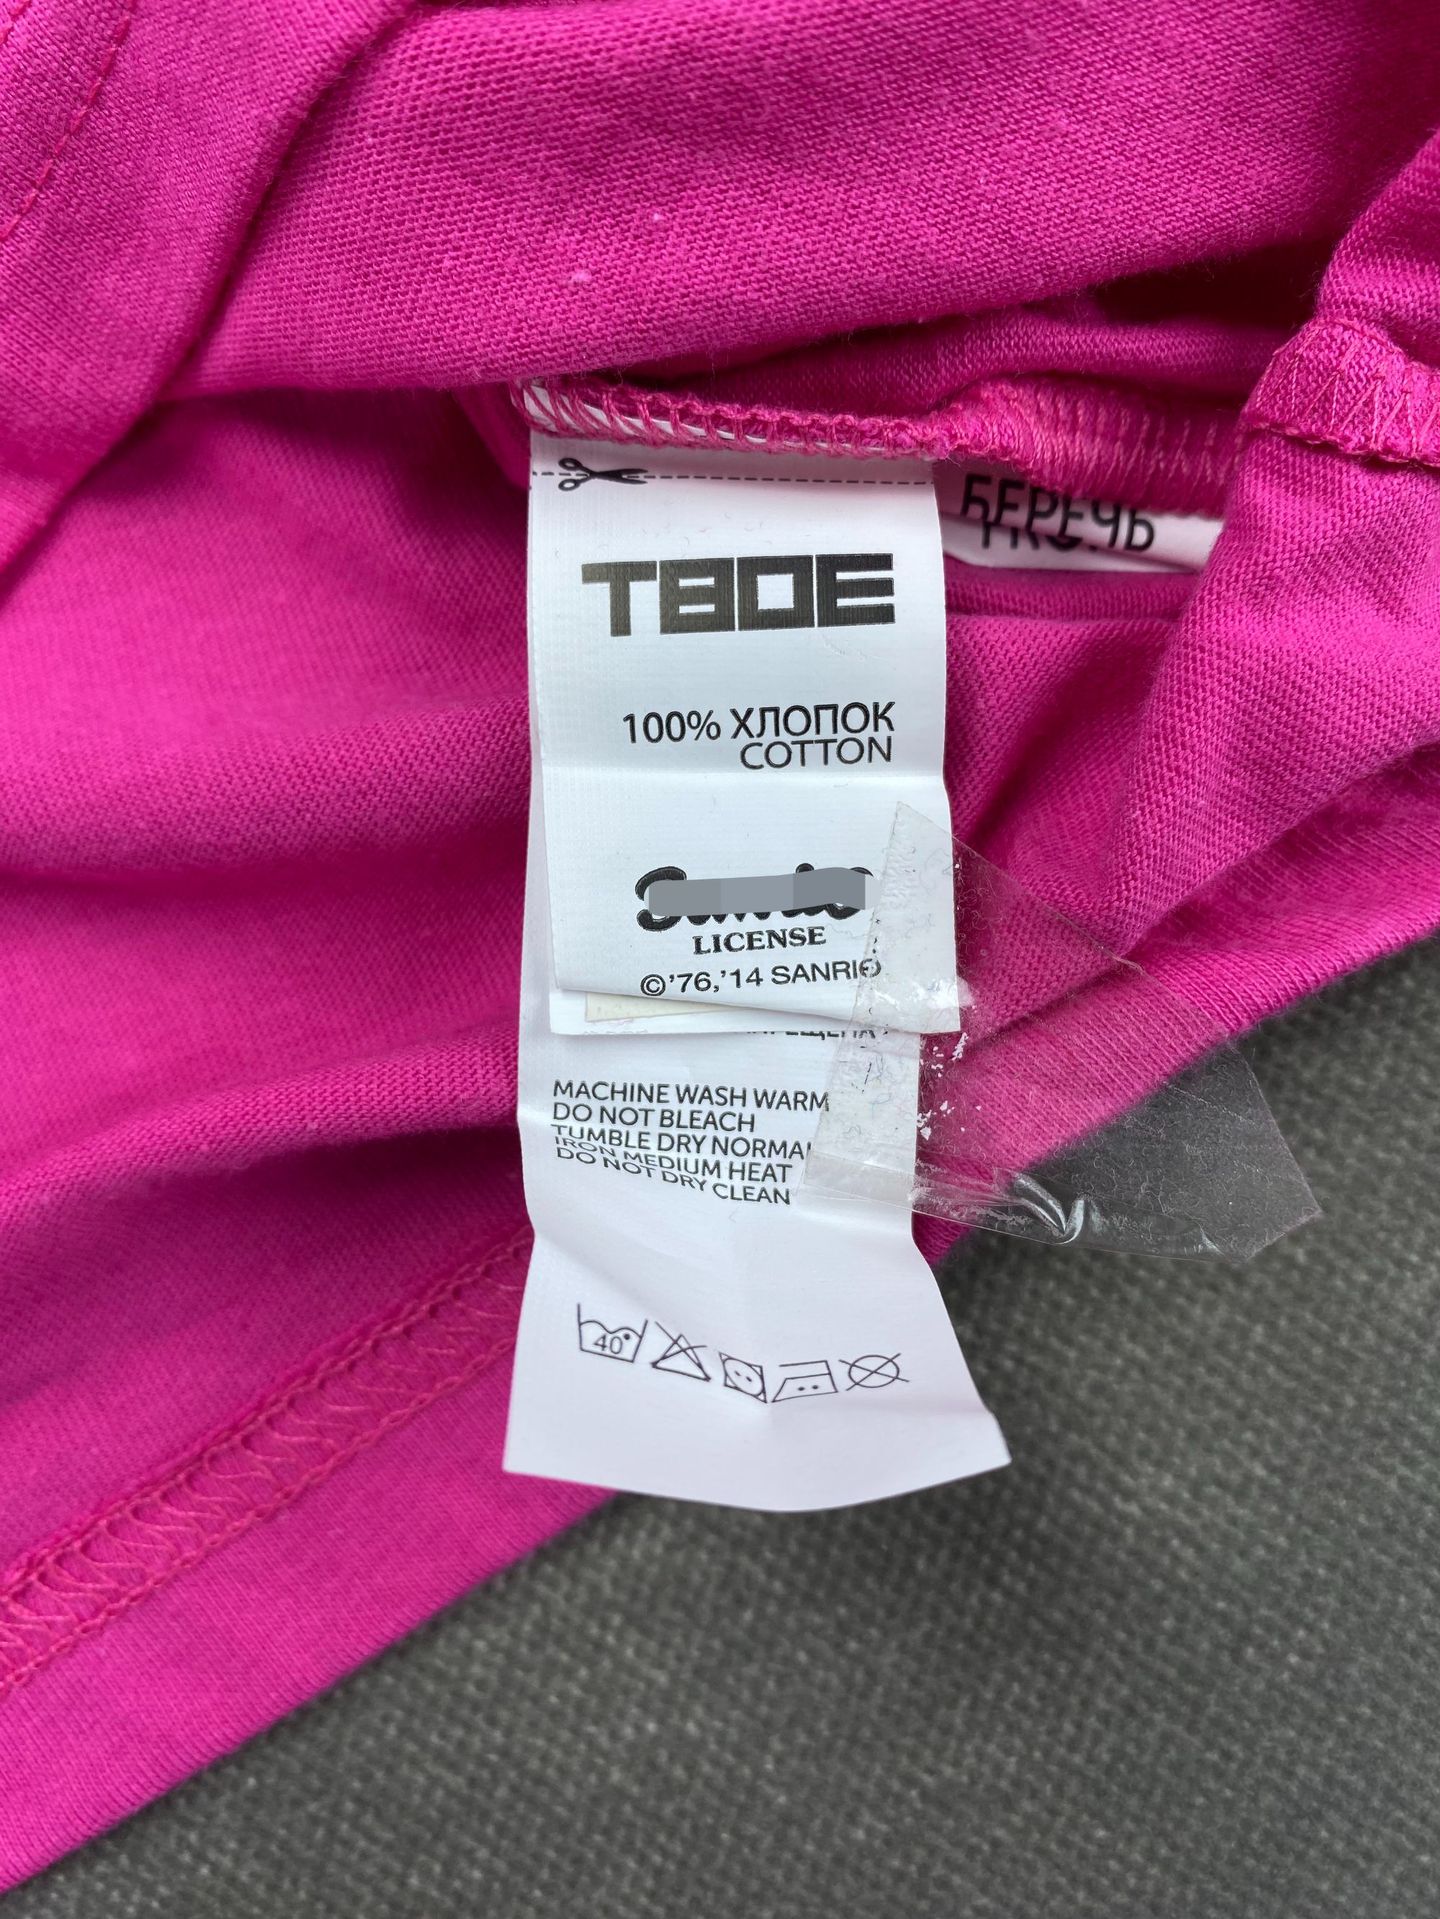 ТВОЕ
БЕРЕЧЬ
100% ХЛОПОК
COTTON
LICENSE
©'76,'14 SANRIO
MACHINE WASH WARM
DO NOT BLEACH
TUMBLE DRY NORMAL
IRON MEDIUM HEAT
DO NOT DRY CLEAN
40°